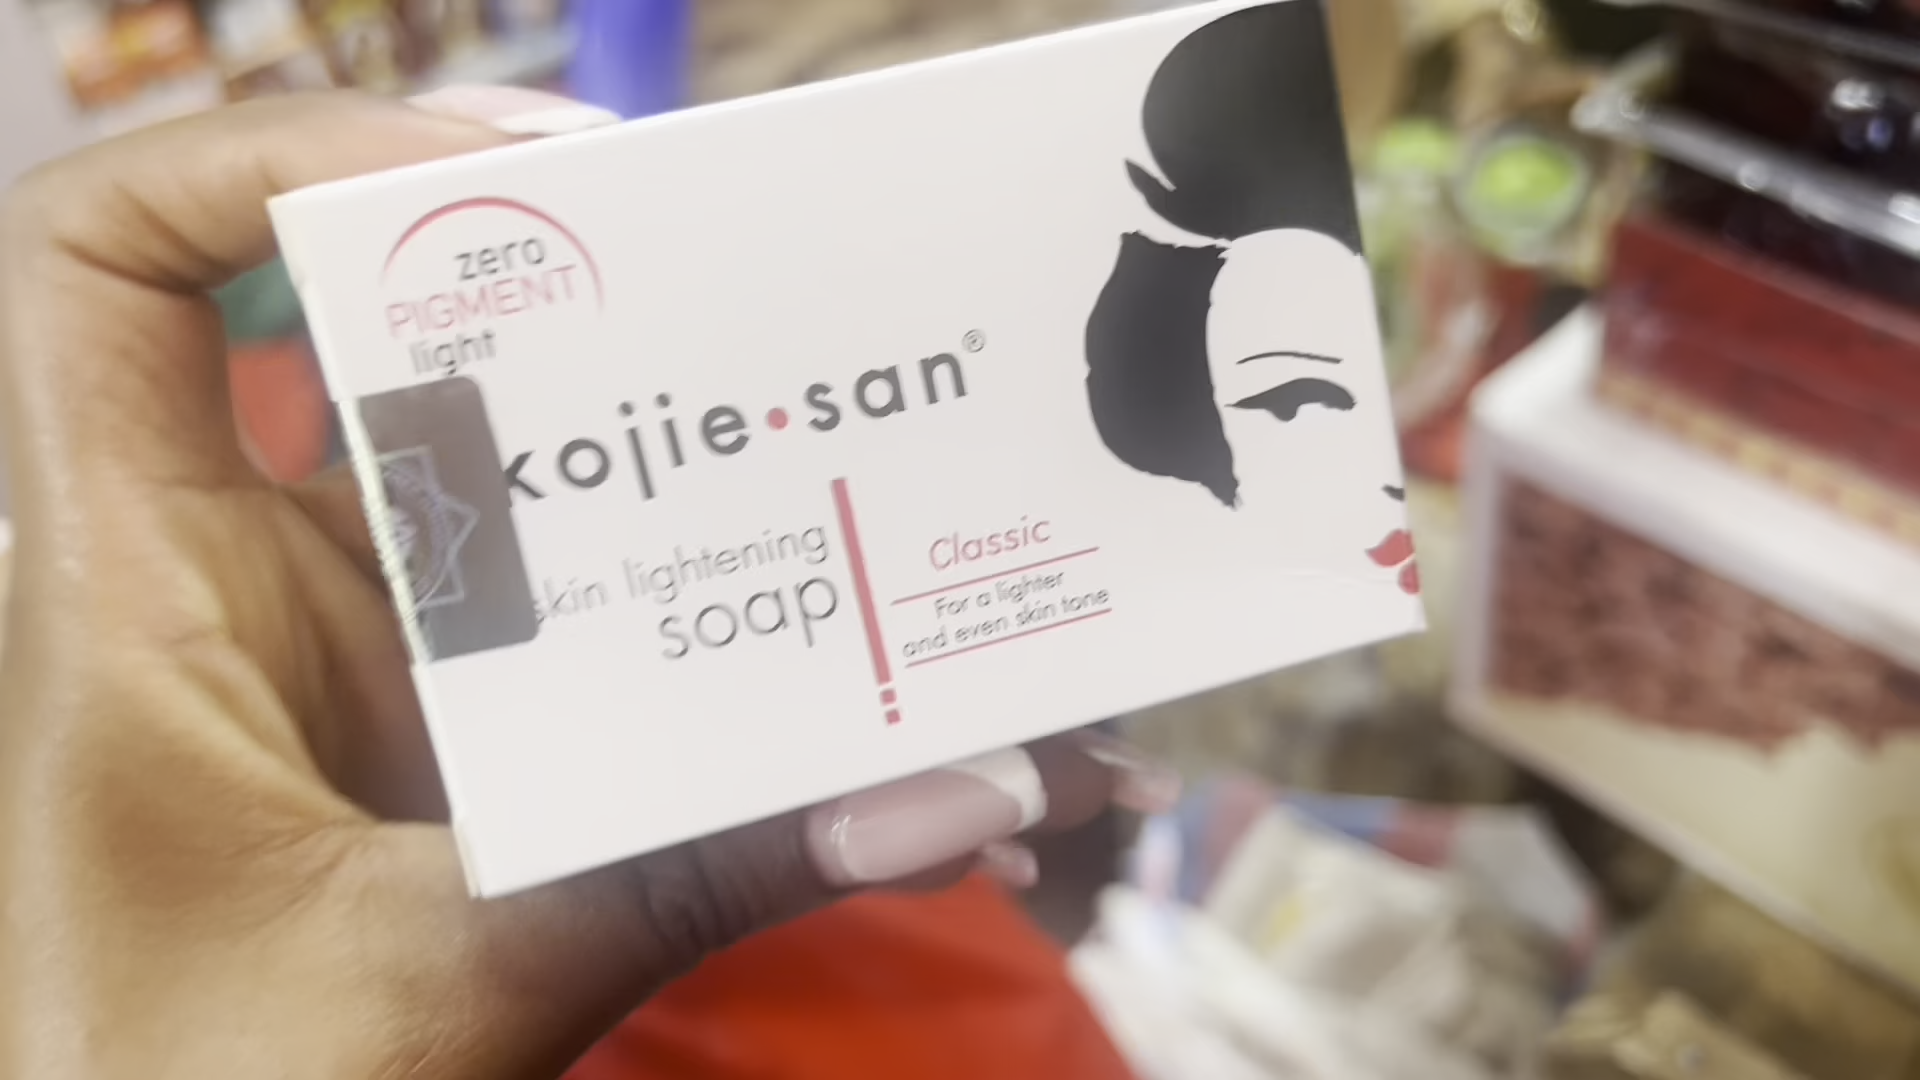 zero
PIGMENT
light
kojie•san®
skin lightening
soap
Classic
For a lighter
and even skin tone